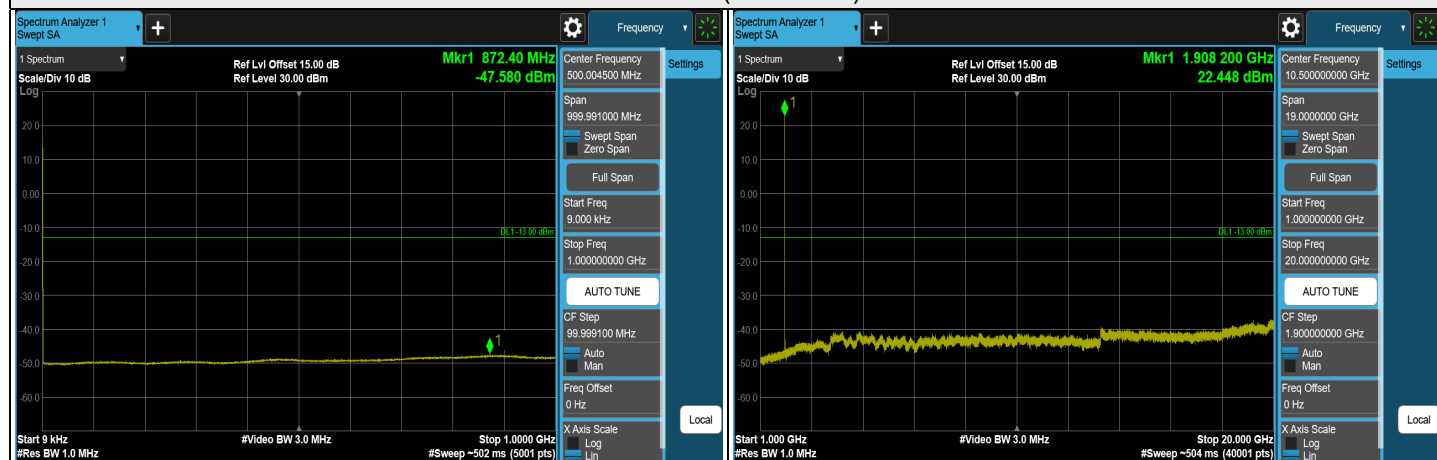 Spectrum Analyzer 1
Swept SA
Frequency
1 Spectrum
Scale/Div 10 dB
Log
Ref Lvl Offset 15.00 dB
Ref Level 30.00 dBm
Mkr1 872.40 MHz
-47.580 dBm
20.0
10.0
0.00
-10.0
-20.0
-30.0
-40.0
-50.0
-60.0
DL1 -13.00 dBm
1
Start 9 kHz
#Res BW 1.0 MHz
#Video BW 3.0 MHz
Stop 1.0000 GHz
#Sweep ~502 ms (5001 pts)
Center Frequency
500.004500 MHz
Settings
Span
999.991000 MHz
Swept Span
Zero Span
Full Span
Start Freq
9.000 kHz
Stop Freq
1.000000000 GHz
AUTO TUNE
CF Step
99.999100 MHz
Auto
Man
Freq Offset
0 Hz
X Axis Scale
Log
Lin
Local
Spectrum Analyzer 1
Swept SA
Frequency
1 Spectrum
Scale/Div 10 dB
Log
Ref Lvl Offset 15.00 dB
Ref Level 30.00 dBm
Mkr1 1.908 200 GHz
22.448 dBm
1
20.0
10.0
0.00
-10.0
-20.0
-30.0
-40.0
-50.0
-60.0
DL1 -13.00 dBm
Start 1.000 GHz
#Res BW 1.0 MHz
#Video BW 3.0 MHz
Stop 20.000 GHz
#Sweep ~504 ms (40001 pts)
Center Frequency
10.500000000 GHz
Settings
Span
19.0000000 GHz
Swept Span
Zero Span
Full Span
Start Freq
1.000000000 GHz
Stop Freq
20.000000000 GHz
AUTO TUNE
CF Step
1.900000000 GHz
Auto
Man
Freq Offset
0 Hz
X Axis Scale
Log
Lin
Local